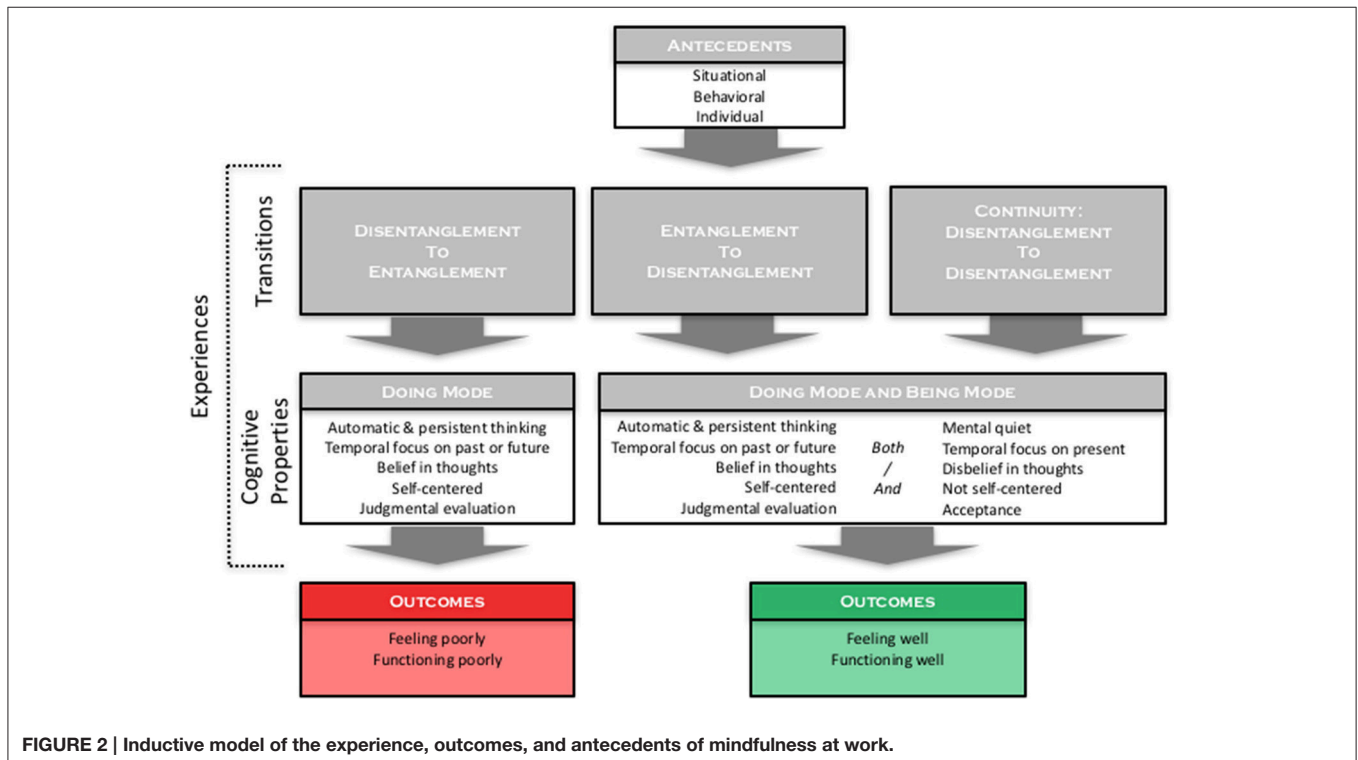 ANTECEDENTS
Situational
Behavioral
Individual
Experiences
Transitions
DISENTANGLEMENT
TO
ENTANGLEMENT
ENTANGLEMENT
TO
DISENTANGLEMENT
CONTINUITY:
DISENTANGLEMENT
TO
DISENTANGLEMENT
Cognitive
Properties
DOING MODE
Automatic & persistent thinking
Temporal focus on past or future
Belief in thoughts
Self-centered
Judgmental evaluation
DOING MODE AND BEING MODE
Automatic & persistent thinking
Temporal focus on past or future
Belief in thoughts
Self-centered
Judgmental evaluation
Both
/
And
Mental quiet
Temporal focus on present
Disbelief in thoughts
Not self-centered
Acceptance
OUTCOMES
Feeling poorly
Functioning poorly
OUTCOMES
Feeling well
Functioning well
FIGURE 2 | Inductive model of the experience, outcomes, and antecedents of mindfulness at work.